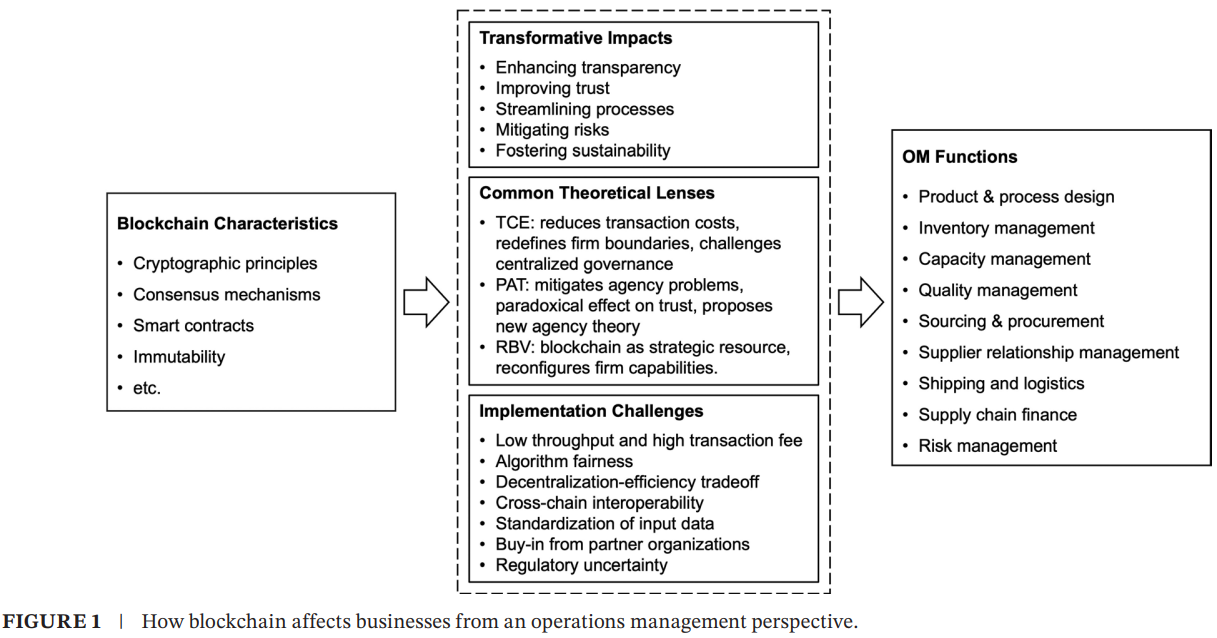 Blockchain Characteristics
• Cryptographic principles
• Consensus mechanisms
• Smart contracts
• Immutability
• etc.
Transformative Impacts
• Enhancing transparency
• Improving trust
• Streamlining processes
• Mitigating risks
• Fostering sustainability
Common Theoretical Lenses
• TCE: reduces transaction costs,
redefines firm boundaries, challenges
centralized governance
• PAT: mitigates agency problems,
paradoxical effect on trust, proposes
new agency theory
• RBV: blockchain as strategic resource,
reconfigures firm capabilities.
Implementation Challenges
• Low throughput and high transaction fee
• Algorithm fairness
• Decentralization-efficiency tradeoff
• Cross-chain interoperability
• Standardization of input data
• Buy-in from partner organizations
• Regulatory uncertainty
OM Functions
• Product & process design
• Inventory management
• Capacity management
• Quality management
• Sourcing & procurement
• Supplier relationship management
• Shipping and logistics
• Supply chain finance
• Risk management
FIGURE 1 | How blockchain affects businesses from an operations management perspective.